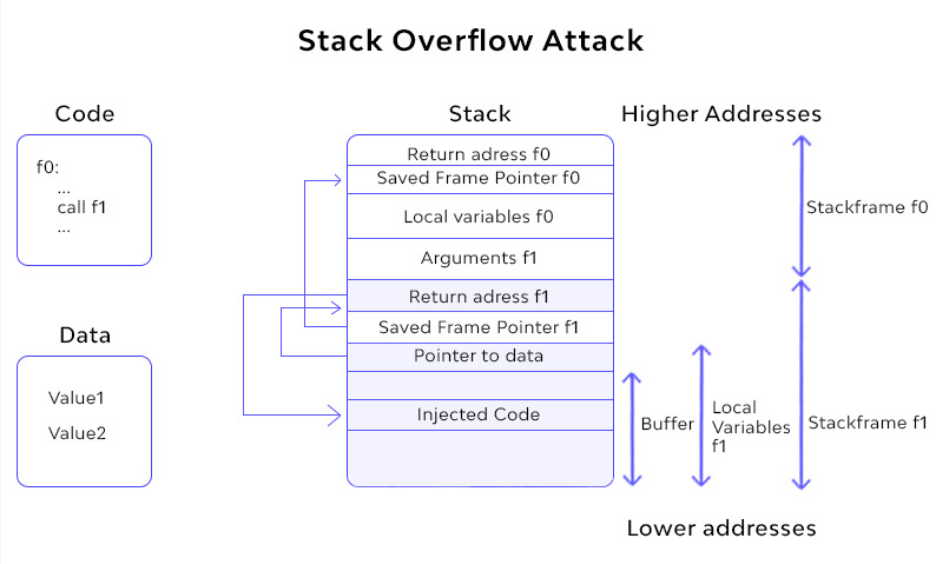 Stack Overflow Attack
Code
Stack
Higher Addresses
f0:
...
call f1
...
Return adress f0
Saved Frame Pointer f0
Local variables f0
Arguments f1
Return adress f1
Saved Frame Pointer f1
Pointer to data
Injected Code
Stackframe f0
Data
Value1
Value2
Buffer
Local
Variables
f1
Stackframe f1
Lower addresses